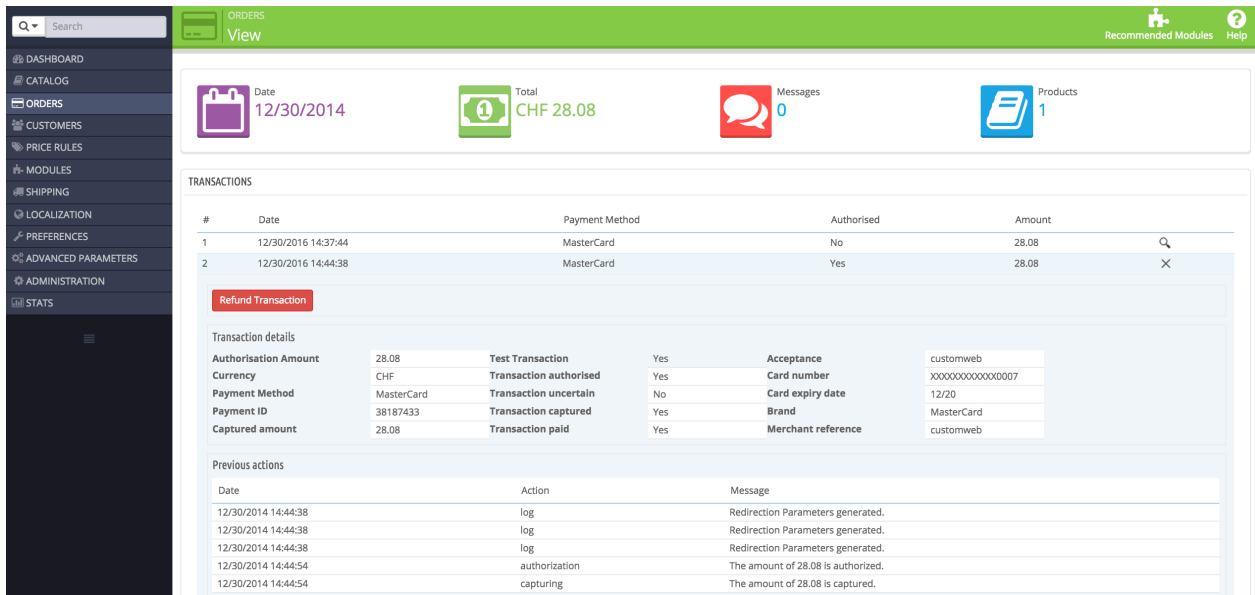 Search
DASHBOARD
CATALOG
ORDERS
CUSTOMERS
PRICE RULES
MODULES
SHIPPING
LOCALIZATION
PREFERENCES
ADVANCED PARAMETERS
ADMINISTRATION
STATS
ORDERS
View
Recommended Modules
Help
Date
12/30/2014
Total
CHF 28.08
Messages
0
Products
1
TRANSACTIONS
# Date Payment Method Authorised Amount
1 12/30/2016 14:37:44 MasterCard No 28.08
2 12/30/2016 14:44:38 MasterCard Yes 28.08
Refund Transaction
Transaction details
Authorisation Amount 28.08 Test Transaction Yes Acceptance customweb
Currency CHF Transaction authorised Yes Card number XXXXXXXXXXXX0007
Payment Method MasterCard Transaction uncertain No Card expiry date 12/20
Payment ID 38187433 Transaction captured Yes Brand MasterCard
Captured amount 28.08 Transaction paid Yes Merchant reference customweb
Previous actions
Date Action Message
12/30/2014 14:44:38 log Redirection Parameters generated.
12/30/2014 14:44:38 log Redirection Parameters generated.
12/30/2014 14:44:38 log Redirection Parameters generated.
12/30/2014 14:44:54 authorization The amount of 28.08 is authorized.
12/30/2014 14:44:54 capturing The amount of 28.08 is captured.